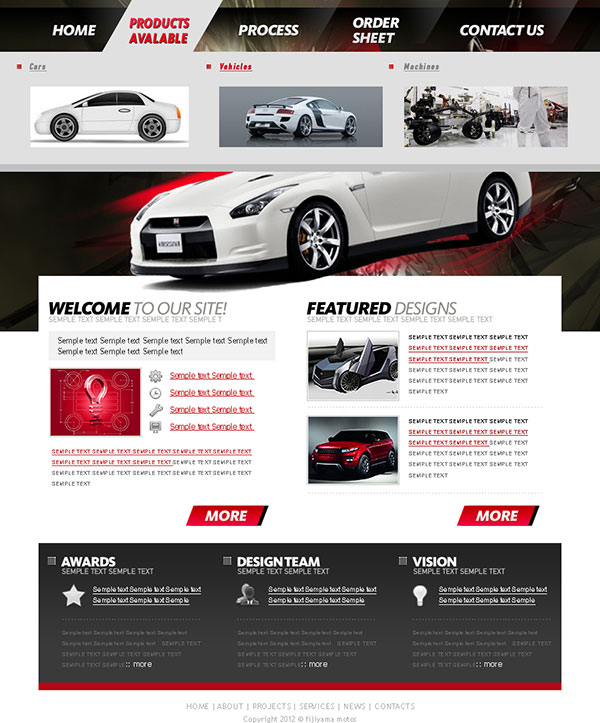 HOME
PRODUCTS AVALABLE
PROCESS
ORDER SHEET
CONTACT US
Cars
Vehicles
Machines
WELCOME TO OUR SITE!
SEMPLE TEXT SEMPLE TEXT SEMPLE TEXT SEMPLE T
Semple text Semple text Semple text Semple text Semple text
Semple text Semple text Semple text
Semple text Semple text
Semple text Semple text
Semple text Semple text
Semple text Semple text
SEMPLE TEXT SEMPLE TEXT SEMPLE TEXT SEMPLE TEXT SEMPLE TEXT
SEMPLE TEXT SEMPLE TEXT SEMPLE TEXT SEMPLE TEXT SEMPLE TEXT
SEMPLE TEXT SEMPLE TEXT SEMPLE TEXT SEMPLE TEXT SEMPLE TEXT
SEMPLE TEXT
MORE
FEATURED DESIGNS
SEMPLE TEXT SEMPLE TEXT SEMPLE TEXT SEMPLE TEXT
SEMPLE TEXT SEMPLE TEXT SEMPLE TEXT
SEMPLE TEXT SEMPLE TEXT SEMPLE TEXT
SEMPLE TEXT SEMPLE TEXT SEMPLE TEXT
SEMPLE TEXT SEMPLE TEXT SEMPLE TEXT
SEMPLE TEXT SEMPLE TEXT SEMPLE TEXT
SEMPLE TEXT
SEMPLE TEXT SEMPLE TEXT SEMPLE TEXT
SEMPLE TEXT SEMPLE TEXT SEMPLE TEXT
SEMPLE TEXT SEMPLE TEXT SEMPLE TEXT
SEMPLE TEXT SEMPLE TEXT SEMPLE TEXT
SEMPLE TEXT SEMPLE TEXT SEMPLE TEXT
SEMPLE TEXT
MORE
AWARDS
SEMPLE TEXT SEMPLE TEXT
Semple text Semple Text Semple text
Semple text Semple text Semple
Semple text Semple text Semple text Semple text
Semple text Semple text Semple text : SEMPLE TEXT
SEMPLE TEXT SEMPLE TEXT SEMPLE TEXT
SEMPLE TEXT SEMPLE:: more
DESIGN TEAM
SEMPLE TEXT SEMPLE TEXT
Semple text Semple Text Semple text
Semple text Semple text Semple
Semple text Semple text Semple text Semple text
Semple text Semple text Semple text : SEMPLE TEXT
SEMPLE TEXT SEMPLE TEXT SEMPLE TEXT
SEMPLE TEXT SEMPLE:: more
VISION
SEMPLE TEXT SEMPLE TEXT
Semple text Semple Text Semple text
Semple text Semple text Semple
Semple text Semple text Semple text Semple text
Semple text Semple text Semple text : SEMPLE TEXT
SEMPLE TEXT SEMPLE TEXT SEMPLE TEXT
SEMPLE TEXT SEMPLE:: more
HOME | ABOUT | PROJECTS | SERVICES | NEWS | CONTACTS
Copyright 2012 © fijiyama motos